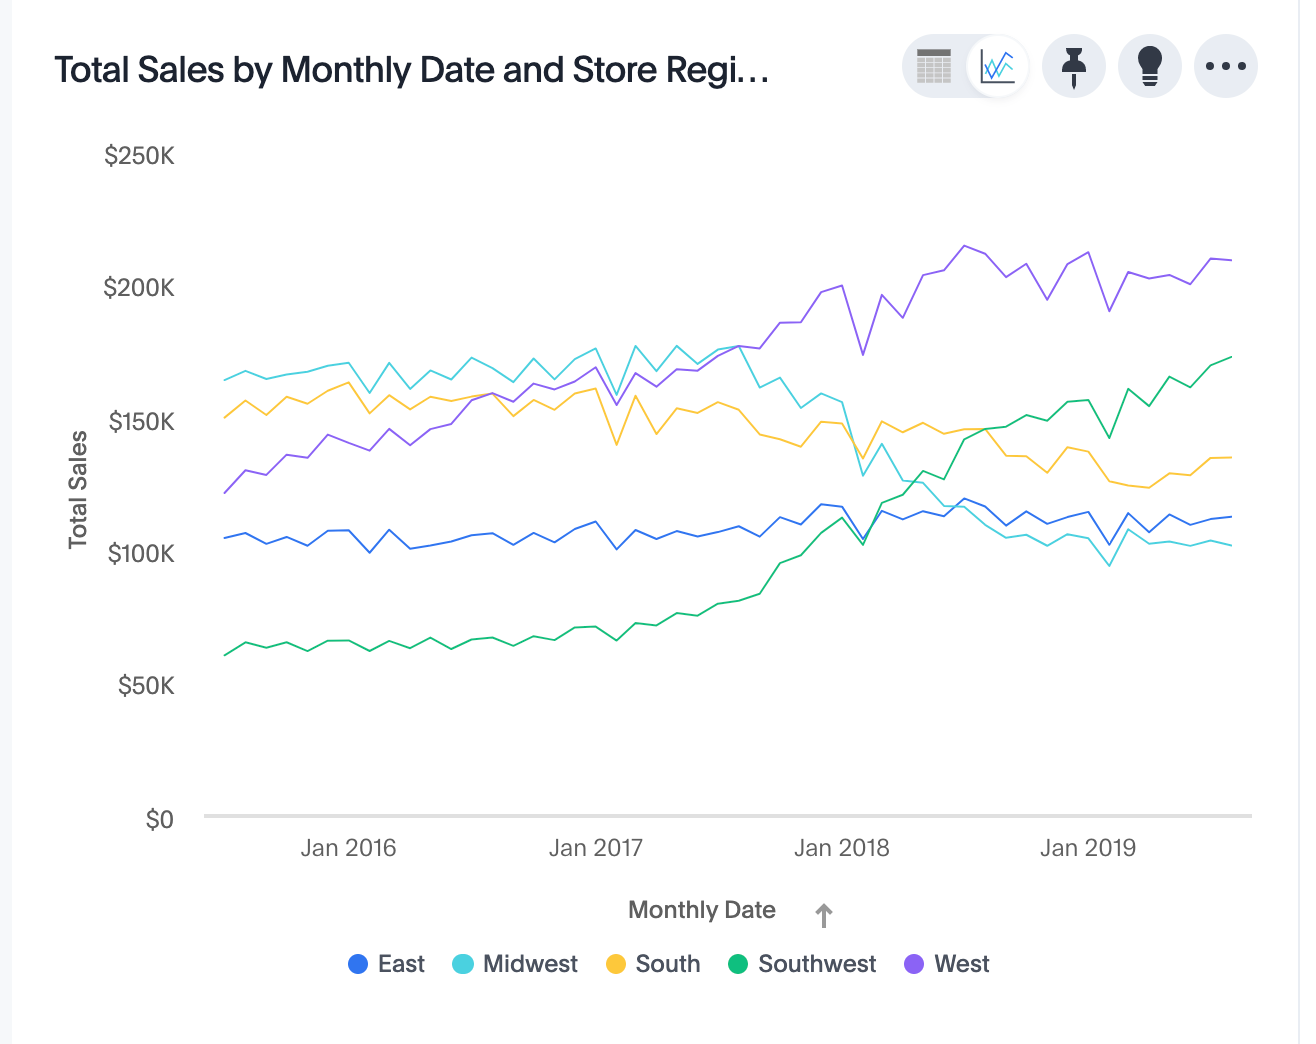 Total Sales by Monthly Date and Store Regi...
$250K
$200K
$150K
$100K
$50K
$0
Total Sales
Jan 2016 Jan 2017 Jan 2018 Jan 2019
Monthly Date
East Midwest South Southwest West